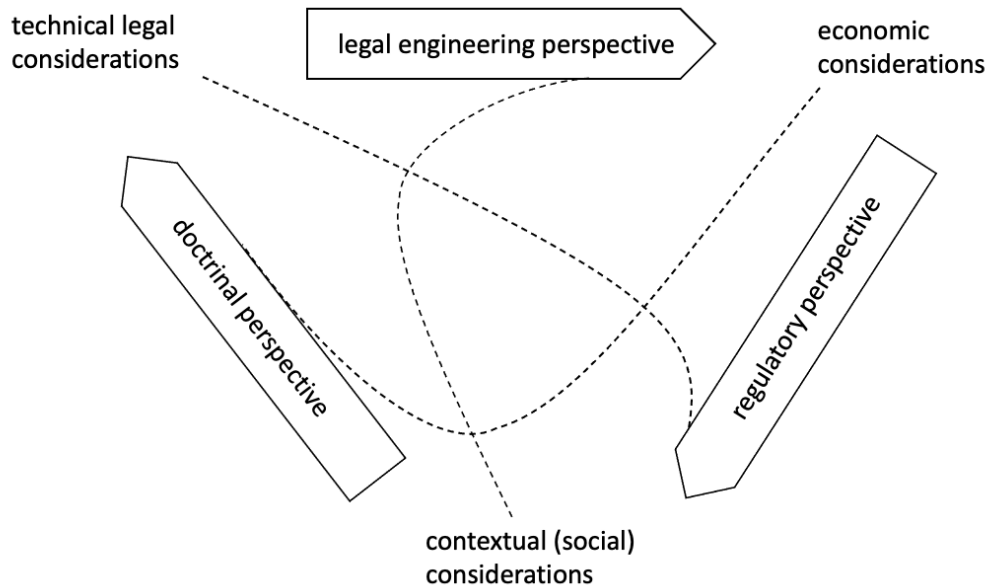 technical legal
considerations
legal engineering perspective
economic
considerations
doctrinal perspective
regulatory perspective
contextual (social)
considerations